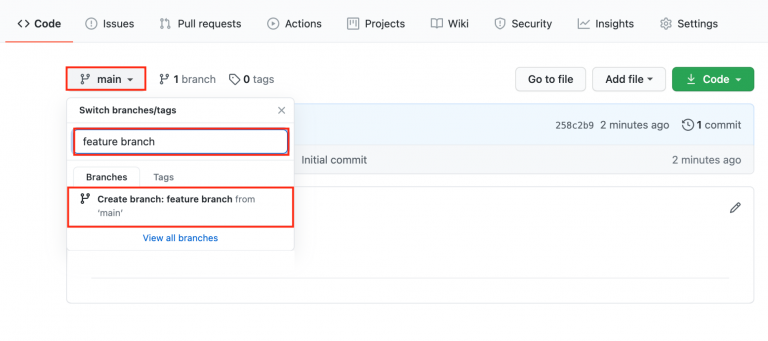 Code Issues Pull requests Actions Projects Wiki Security Insights Settings
main 1 branch 0 tags Go to file Add file Code
Switch branches/tags
258c2b9 2 minutes ago 1 commit
feature branch
Initial commit 2 minutes ago
Branches Tags
Create branch: feature branch from
'main'
View all branches